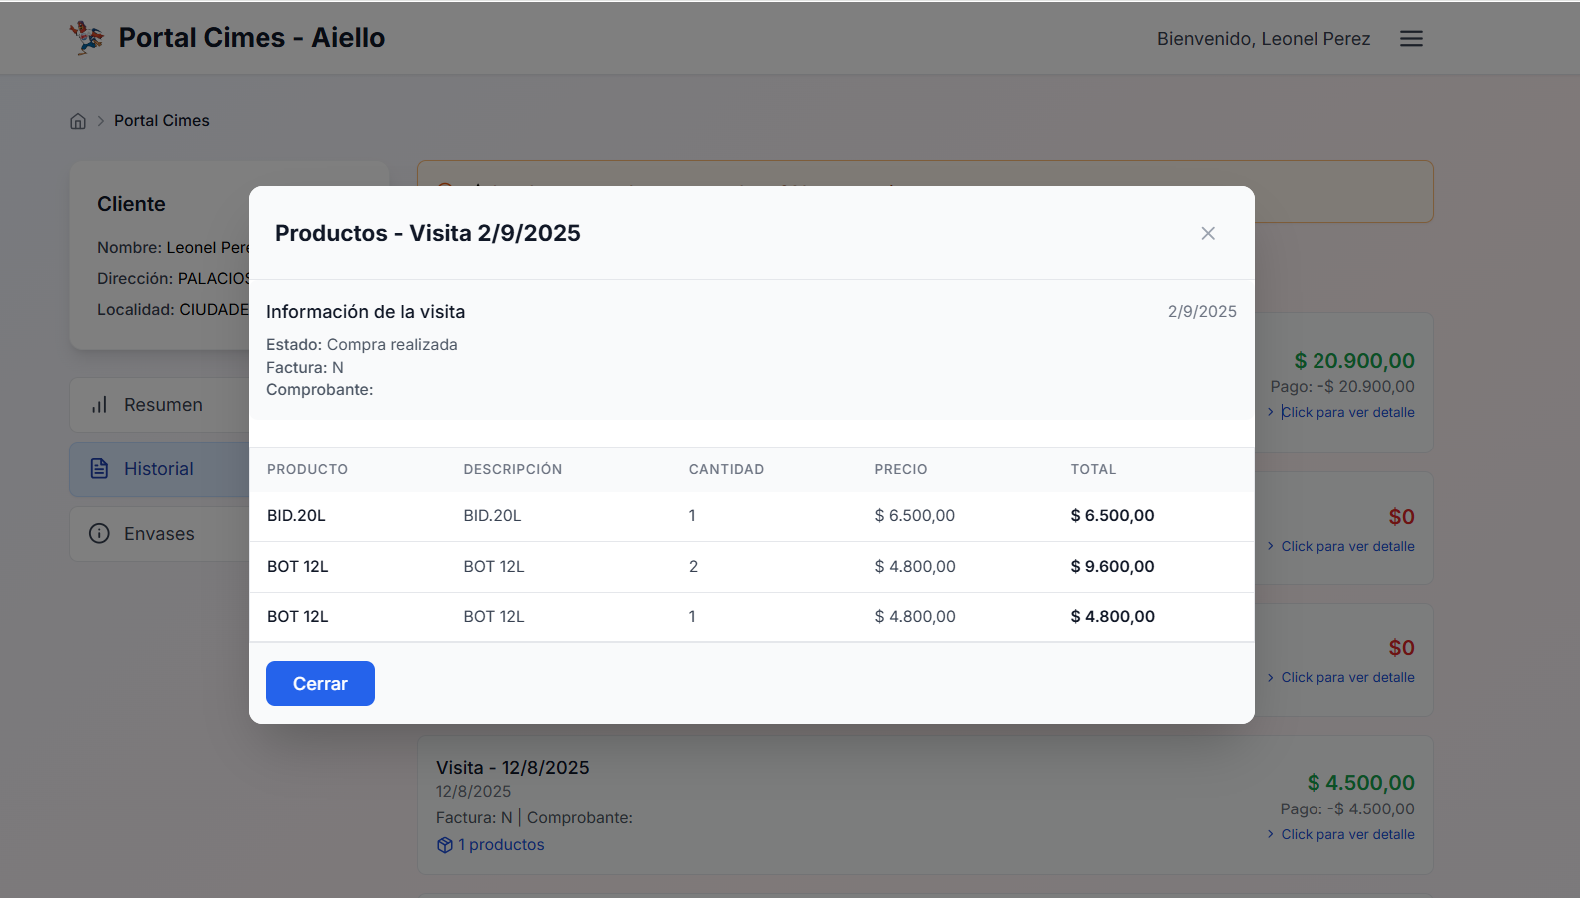 Portal Cimes - Aiello
Bienvenido, Leonel Perez
Portal Cimes
Cliente
Nombre: Leonel Pere
Dirección: PALACIOS
Localidad: CIUDADE
Resumen
Historial
Envases
Productos - Visita 2/9/2025
Información de la visita
2/9/2025
Estado: Compra realizada
Factura: N
Comprobante:
PRODUCTO DESCRIPCIÓN CANTIDAD PRECIO TOTAL
BID.20L BID.20L 1 $ 6.500,00 $ 6.500,00
BOT 12L BOT 12L 2 $ 4.800,00 $ 9.600,00
BOT 12L BOT 12L 1 $ 4.800,00 $ 4.800,00
Cerrar
$ 20.900,00
Pago: -$ 20.900,00
Click para ver detalle
$0
Click para ver detalle
$0
Click para ver detalle
Visita - 12/8/2025
12/8/2025
Factura: N | Comprobante:
1 productos
$ 4.500,00
Pago: -$ 4.500,00
Click para ver detalle